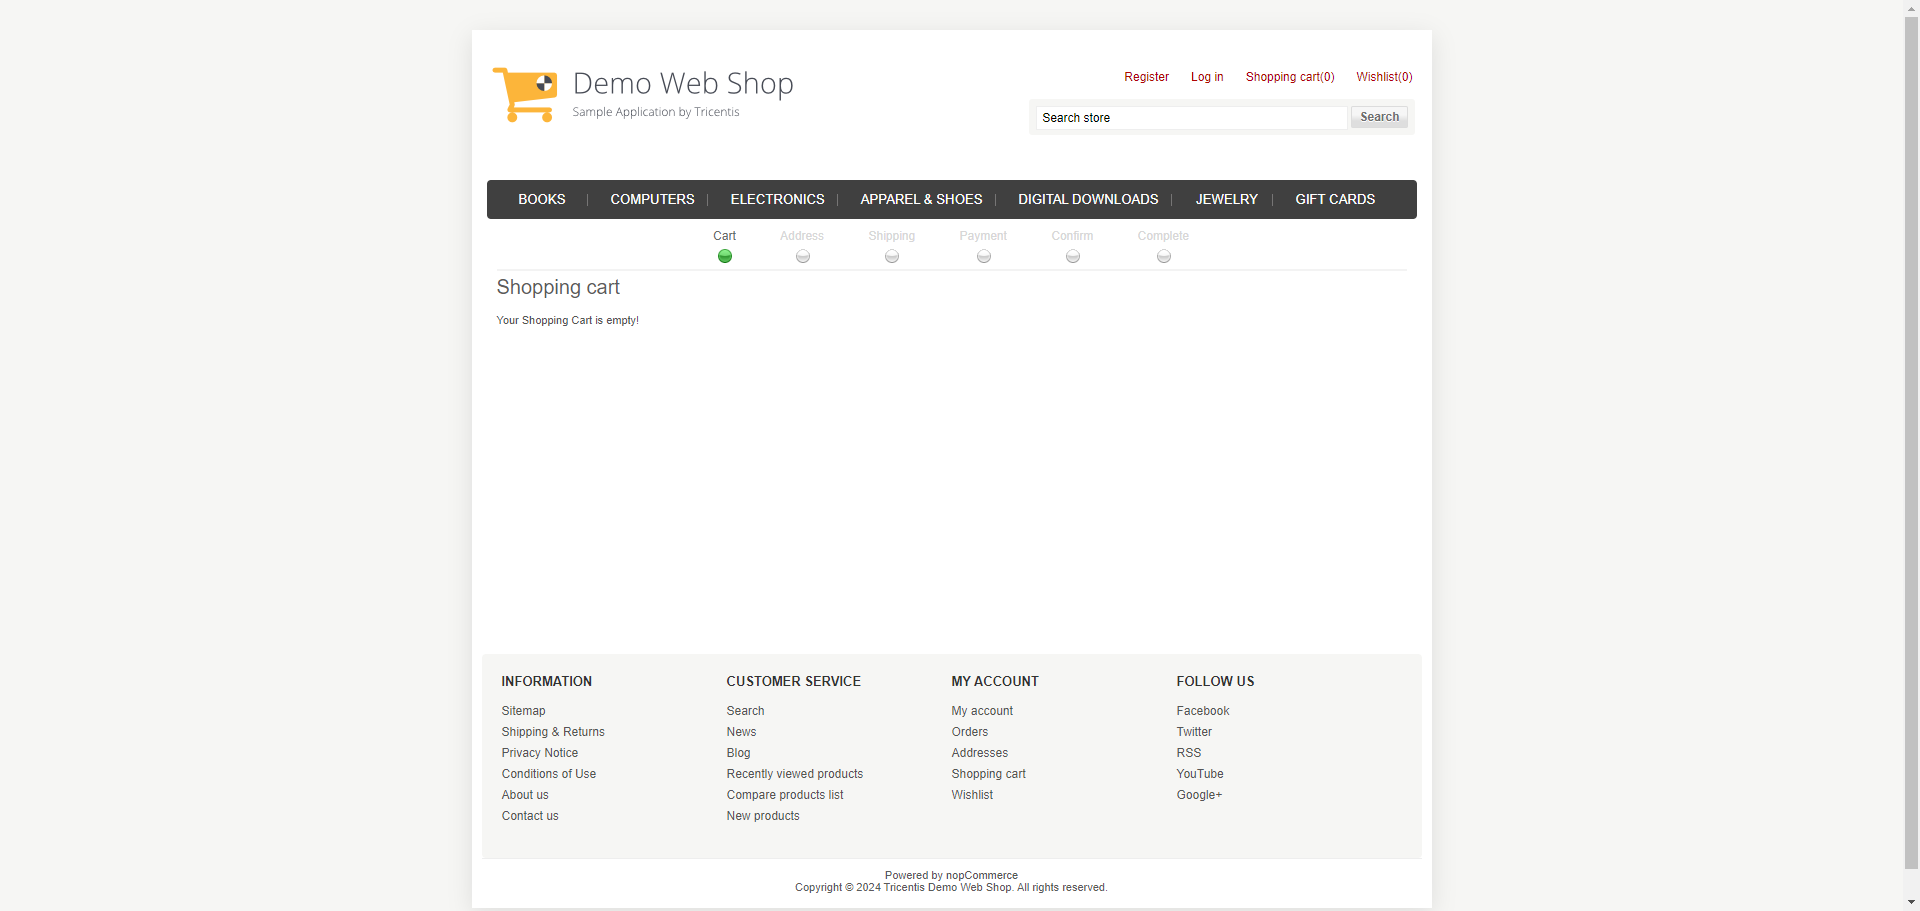 Demo Web Shop
Sample Application by Tricentis
Register Log in Shopping cart(0) Wishlist(0)
Search store Search
BOOKS COMPUTERS ELECTRONICS APPAREL & SHOES DIGITAL DOWNLOADS JEWELRY GIFT CARDS
Cart Address Shipping Payment Confirm Complete
Shopping cart
Your Shopping Cart is empty!
INFORMATION
Sitemap
Shipping & Returns
Privacy Notice
Conditions of Use
About us
Contact us
CUSTOMER SERVICE
Search
News
Blog
Recently viewed products
Compare products list
New products
MY ACCOUNT
My account
Orders
Addresses
Shopping cart
Wishlist
FOLLOW US
Facebook
Twitter
RSS
YouTube
Google+
Powered by nopCommerce
Copyright © 2024 Tricentis Demo Web Shop. All rights reserved.